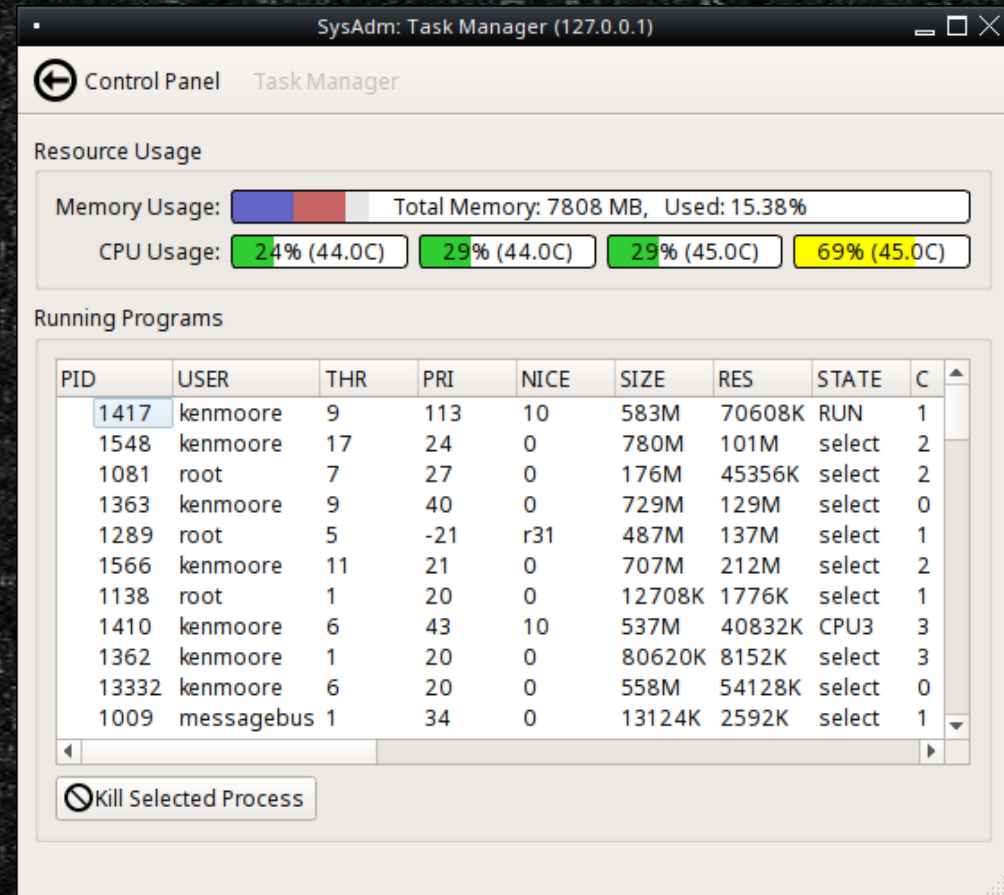 SysAdm: Task Manager (127.0.0.1)
Control Panel Task Manager
Resource Usage
Memory Usage: Total Memory: 7808 MB, Used: 15.38%
CPU Usage: 24% (44.0C) 29% (44.0C) 29% (45.0C) 69% (45.0C)
Running Programs
PID USER THR PRI NICE SIZE RES STATE C
1417 kenmoore 9 113 10 583M 70608K RUN 1
1548 kenmoore 17 24 0 780M 101M select 2
1081 root 7 27 0 176M 45356K select 2
1363 kenmoore 9 40 0 729M 129M select 0
1289 root 5 -21 r31 487M 137M select 1
1566 kenmoore 11 21 0 707M 212M select 2
1138 root 1 20 0 12708K 1776K select 1
1410 kenmoore 6 43 10 537M 40832K CPU3 3
1362 kenmoore 1 20 0 80620K 8152K select 3
13332 kenmoore 6 20 0 558M 54128K select 0
1009 messagebus 1 34 0 13124K 2592K select 1
Kill Selected Process